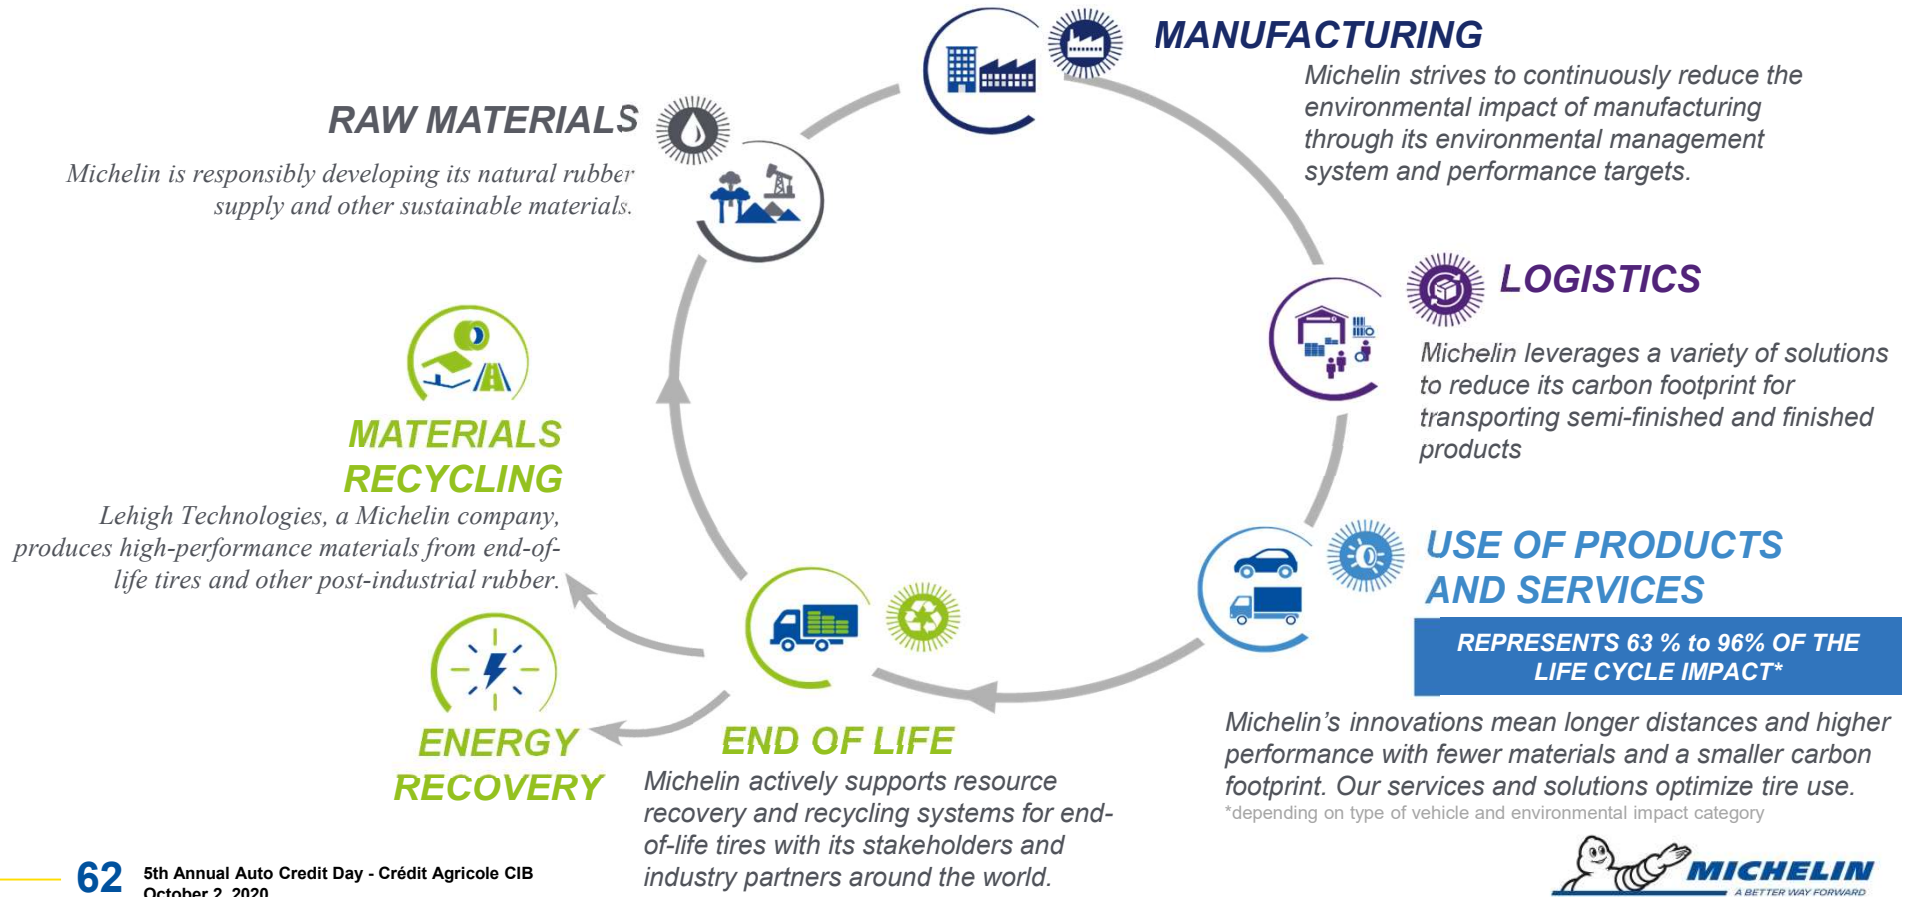 MANUFACTURING
Michelin strives to continuously reduce the
environmental impact of manufacturing
through its environmental management
system and performance targets.
RAW MATERIALS
Michelin is responsibly developing its natural rubber
supply and other sustainable materials.
LOGISTICS
Michelin leverages a variety of solutions
to reduce its carbon footprint for
transporting semi-finished and finished
products
MATERIALS
RECYCLING
Lehigh Technologies, a Michelin company,
produces high-performance materials from end-of-
life tires and other post-industrial rubber.
USE OF PRODUCTS
AND SERVICES
REPRESENTS 63 % to 96% OF THE
LIFE CYCLE IMPACT*
Michelin's innovations mean longer distances and higher
performance with fewer materials and a smaller carbon
footprint. Our services and solutions optimize tire use.
*depending on type of vehicle and environmental impact category
ENERGY
RECOVERY
END OF LIFE
Michelin actively supports resource
recovery and recycling systems for end-
of-life tires with its stakeholders and
industry partners around the world.
62
5th Annual Auto Credit Day - Crédit Agricole CIB
October 2, 2020
MICHELIN
A BETTER WAY FORWARD